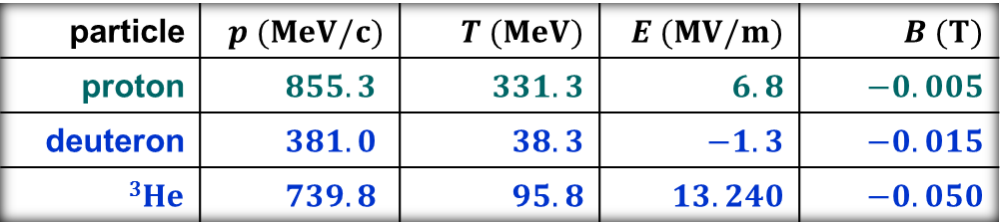 particle p (MeV/c) T (MeV) E (MV/m) B (T)
proton 855.3 331.3 6.8 −0.005
deuteron 381.0 38.3 −1.3 −0.015
³He 739.8 95.8 13.240 −0.050